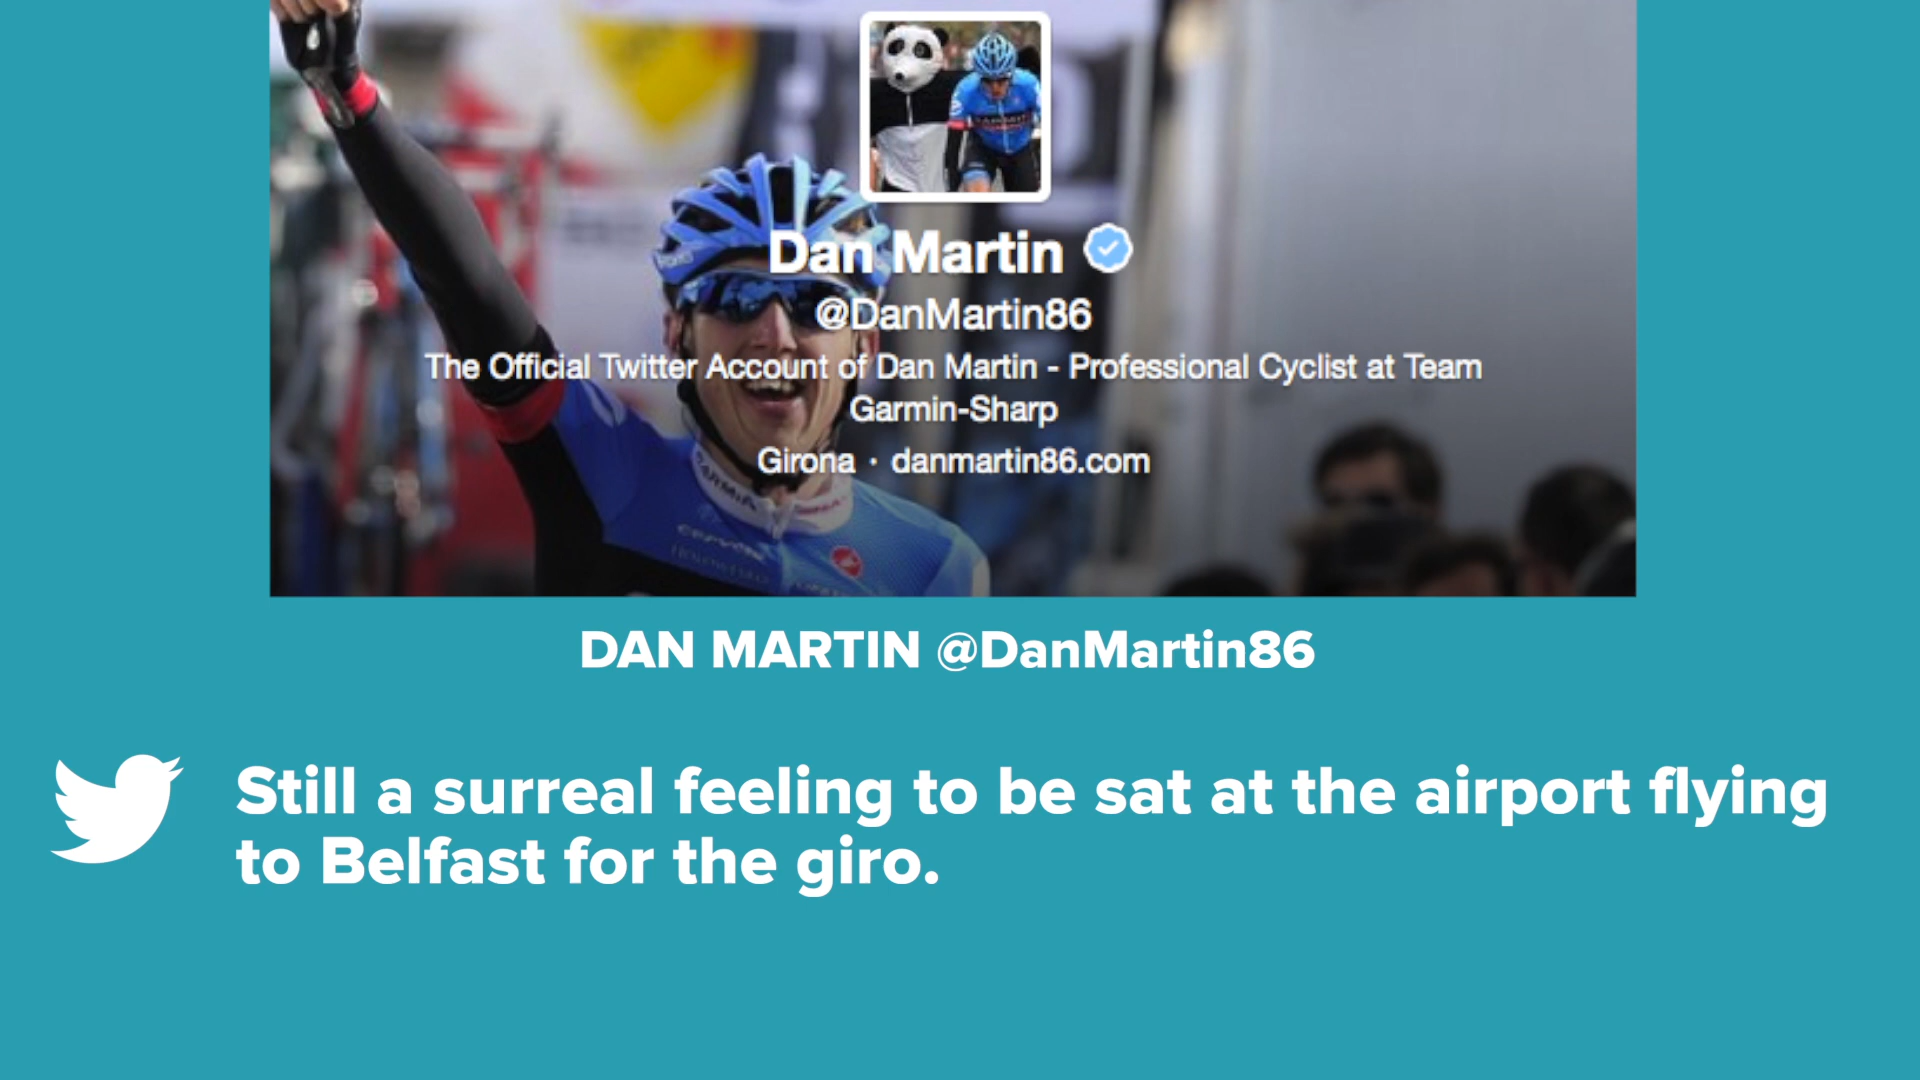 Dan Martin
@DanMartin86
The Official Twitter Account of Dan Martin - Professional Cyclist at Team
Garmin-Sharp
Girona · danmartin86.com
DAN MARTIN @DanMartin86
Still a surreal feeling to be sat at the airport flying
to Belfast for the giro.